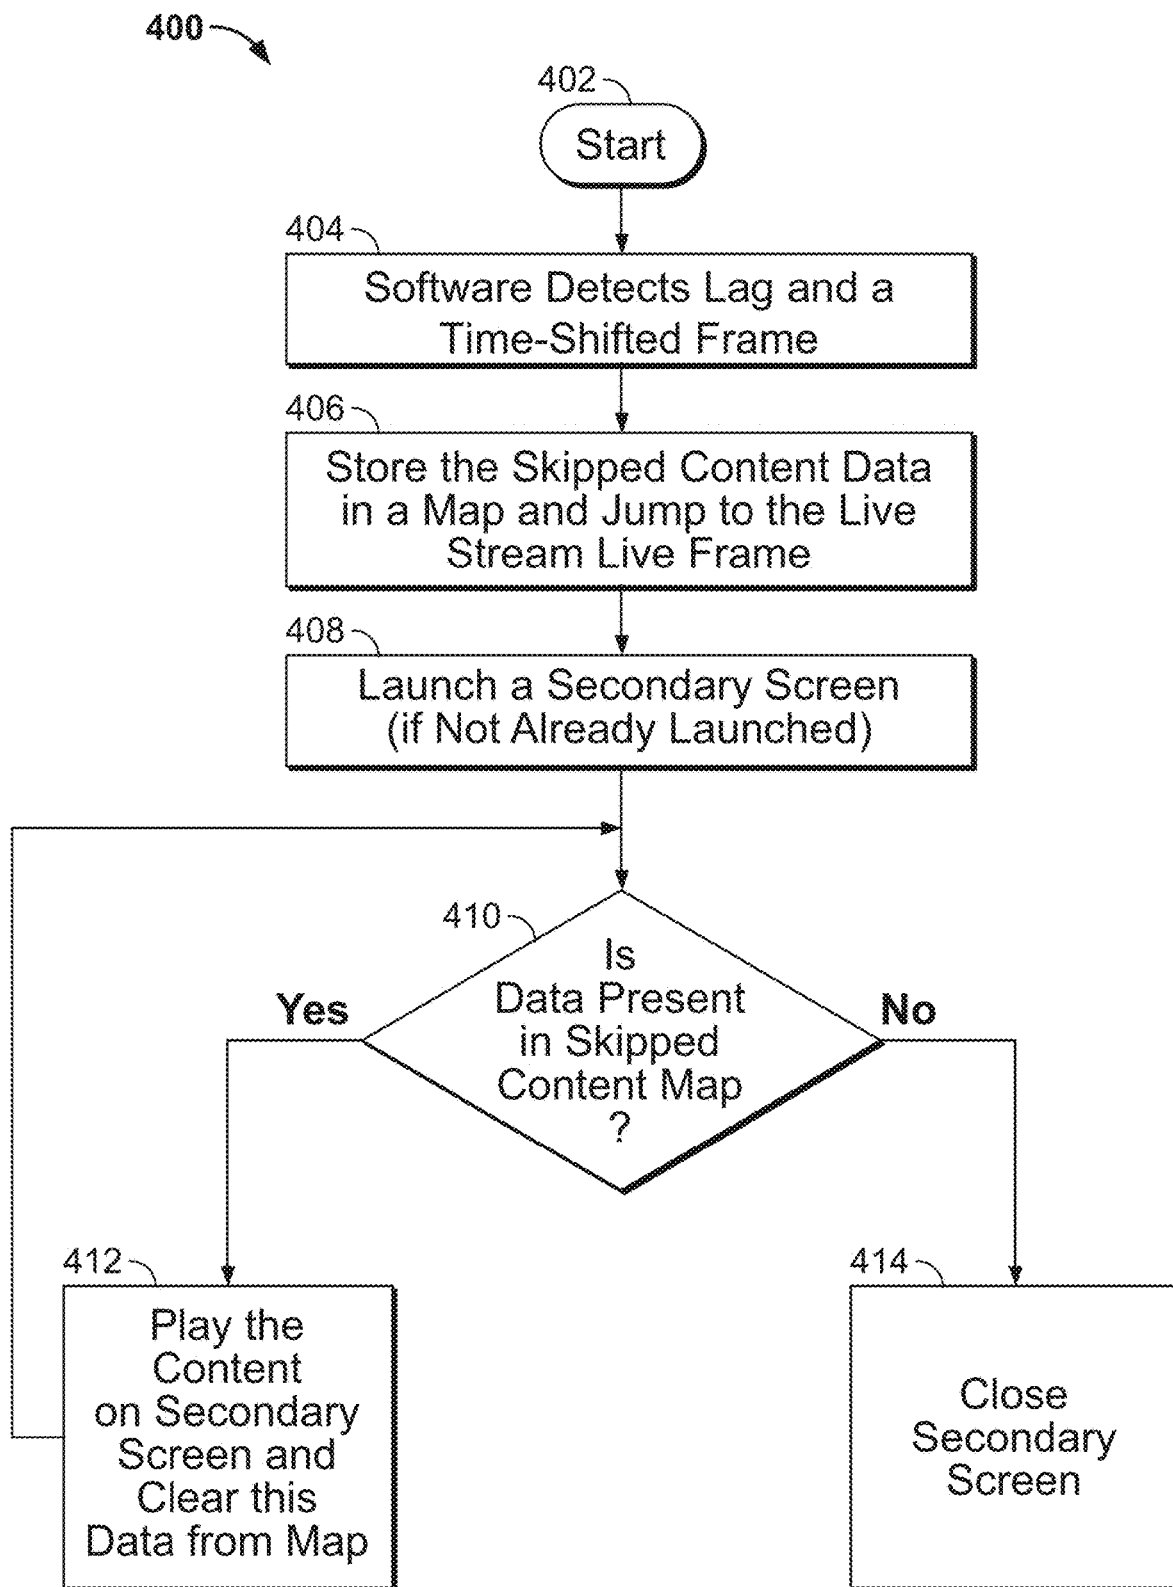 400
402
Start
404
Software Detects Lag and a
Time-Shifted Frame
406
Store the Skipped Content Data
in a Map and Jump to the Live
Stream Live Frame
408
Launch a Secondary Screen
(if Not Already Launched)
410
Is
Data Present
in Skipped
Content Map
?
Yes
No
412
Play the
Content
on Secondary
Screen and
Clear this
Data from Map
414
Close
Secondary
Screen